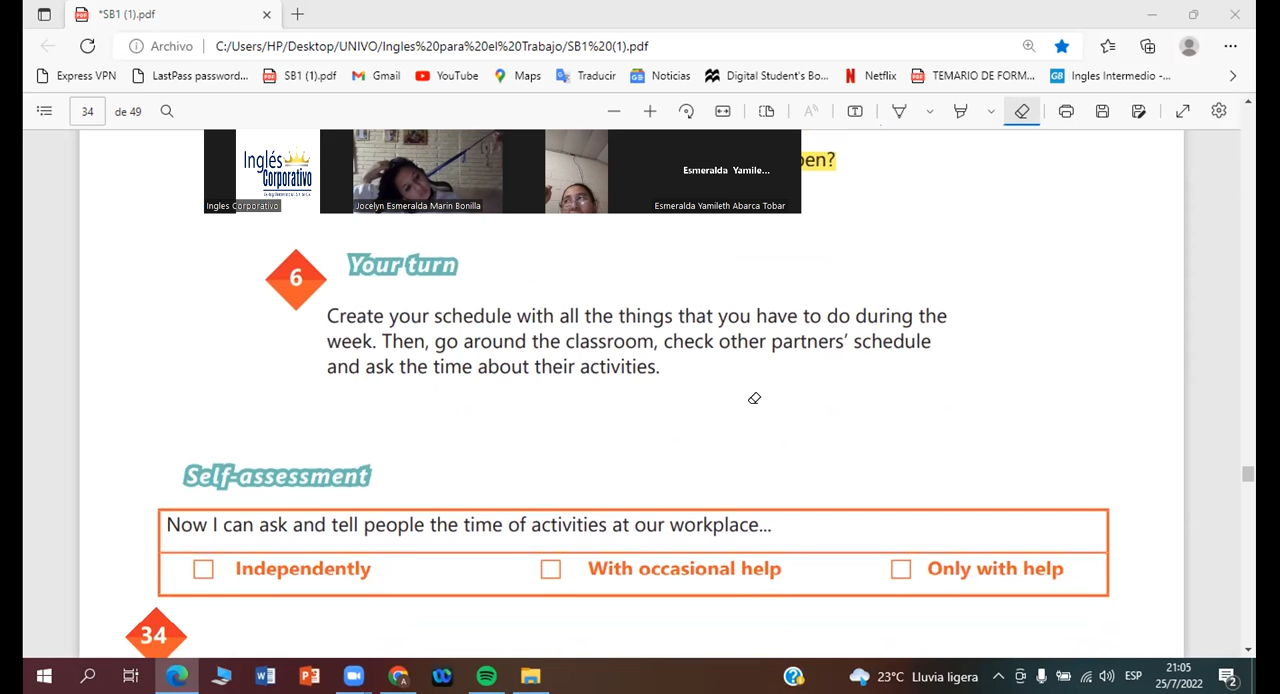 *SB1 (1).pdf
Archivo
C:/Users/HP/Desktop/UNIVO/Ingles%20para%20el%20Trabajo/SB1%20(1).pdf
Express VPN
LastPass password...
SB1 (1).pdf
Gmail
YouTube
Maps
Traducir
Noticias
Digital Student's Bo...
Netflix
TEMARIO DE FORM...
GB
Ingles Intermedio -...
34
de 49
pen?
Inglés
Corporativo
Ingles Corporativo
Jocelyn Esmeralda Marin Bonilla
Esmeralda Yamile...
Esmeralda Yamileth Abarca Tobar
6
Your turn
Create your schedule with all the things that you have to do during the
week. Then, go around the classroom, check other partners’ schedule
and ask the time about their activities.
Self-assessment
Now I can ask and tell people the time of activities at our workplace...
Independently
With occasional help
Only with help
34
23°C Lluvia ligera
ESP
21:05
25/7/2022
2